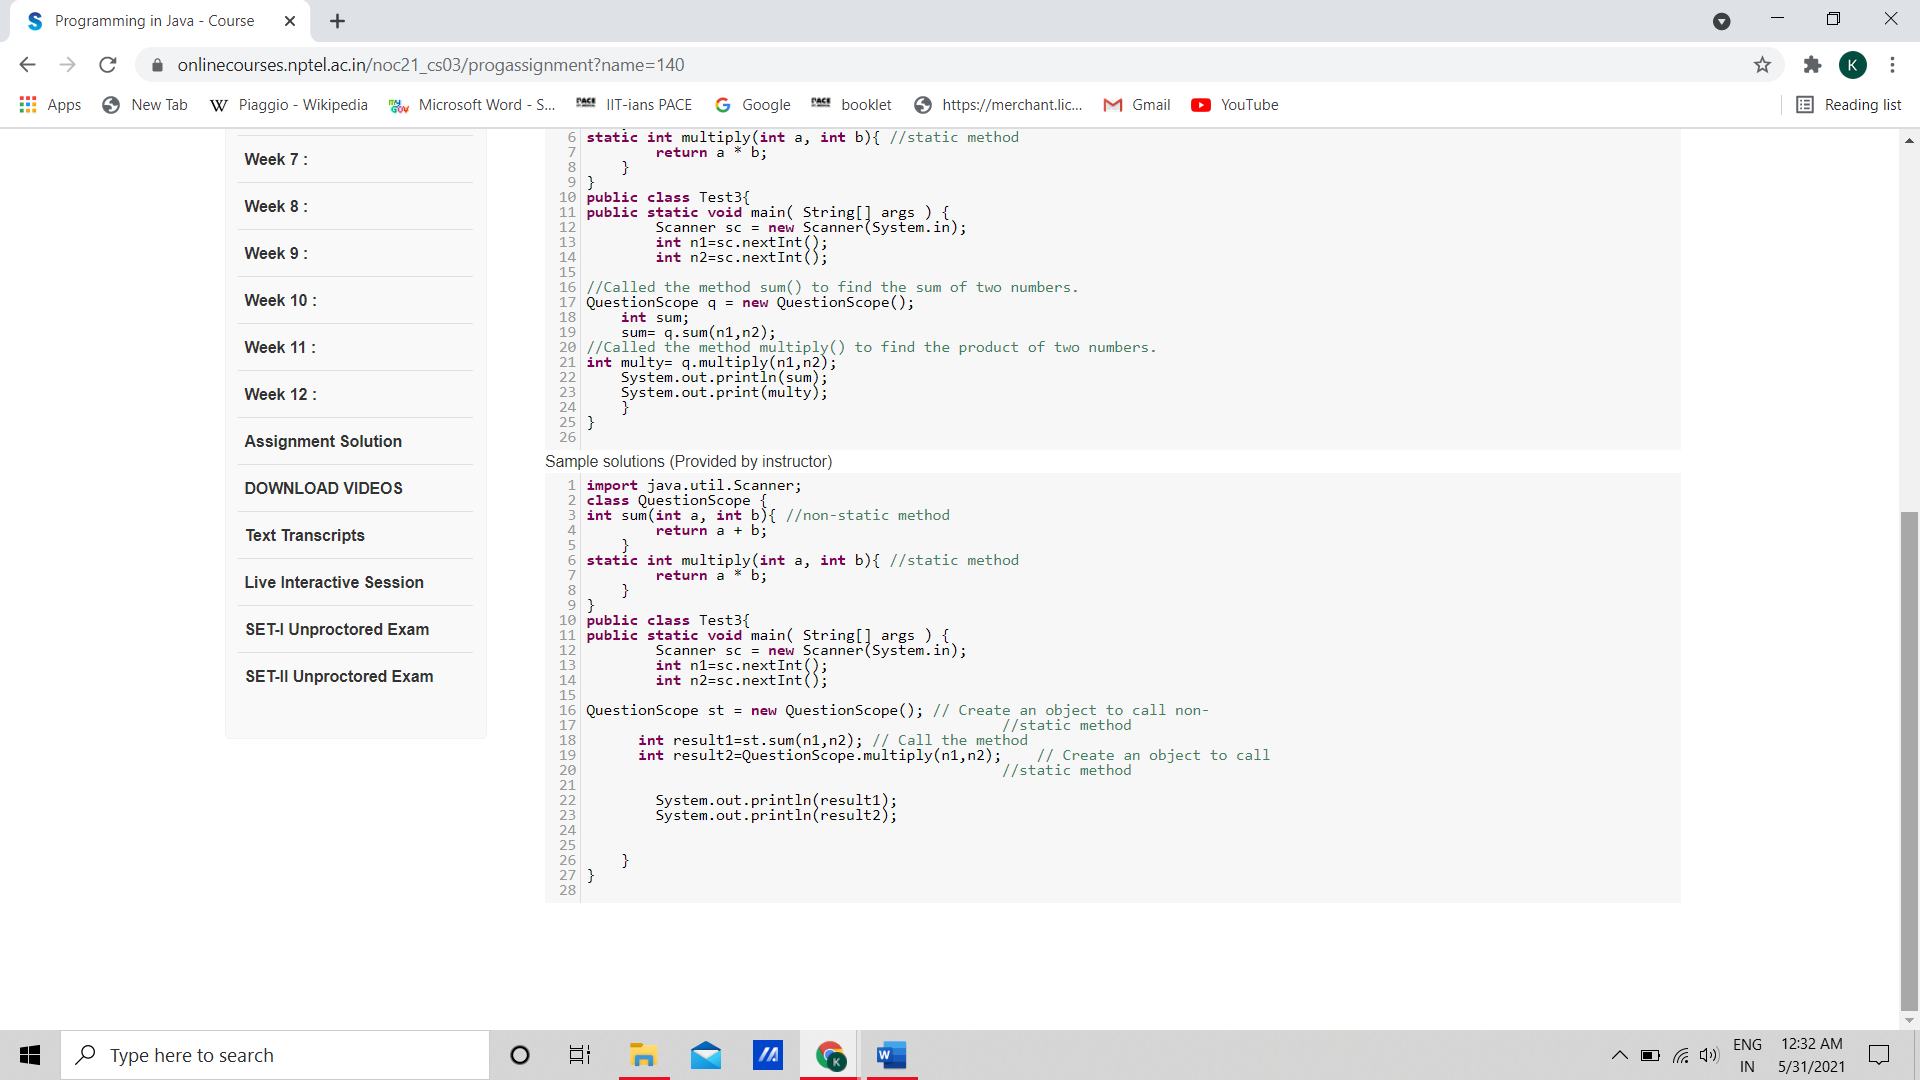 Programming in Java - Course
onlinecourses.nptel.ac.in/noc21_cs03/progassignment?name=140
K
Apps
New Tab
W Piaggio - Wikipedia
Microsoft Word - S...
PACE IIT-ians PACE
Google
PACE booklet
https://merchant.lic...
Gmail
YouTube
Reading list
Week 7 :
Week 8 :
Week 9 :
Week 10 :
Week 11 :
Week 12 :
Assignment Solution
DOWNLOAD VIDEOS
Text Transcripts
Live Interactive Session
SET-I Unproctored Exam
SET-II Unproctored Exam
6 static int multiply(int a, int b){ //static method
7 return a * b;
8 }
9 }
10 public class Test3{
11 public static void main( String[] args ) {
12 Scanner sc = new Scanner(System.in);
13 int n1=sc.nextInt();
14 int n2=sc.nextInt();
15
16 //Called the method sum() to find the sum of two numbers.
17 QuestionScope q = new QuestionScope();
18 int sum;
19 sum= q.sum(n1,n2);
20 //Called the method multiply() to find the product of two numbers.
21 int multy= q.multiply(n1,n2);
22 System.out.println(sum);
23 System.out.print(multy);
24 }
25 }
26
Sample solutions (Provided by instructor)
1 import java.util.Scanner;
2 class QuestionScope {
3 int sum(int a, int b){ //non-static method
4 return a + b;
5 }
6 static int multiply(int a, int b){ //static method
7 return a * b;
8 }
9 }
10 public class Test3{
11 public static void main( String[] args ) {
12 Scanner sc = new Scanner(System.in);
13 int n1=sc.nextInt();
14 int n2=sc.nextInt();
15
16 QuestionScope st = new QuestionScope(); // Create an object to call non-
17 //static method
18 int result1=st.sum(n1,n2); // Call the method
19 int result2=QuestionScope.multiply(n1,n2); // Create an object to call
20 //static method
21
22 System.out.println(result1);
23 System.out.println(result2);
24
25
26 }
27 }
28
Type here to search
K
W
ENG
IN
12:32 AM
5/31/2021